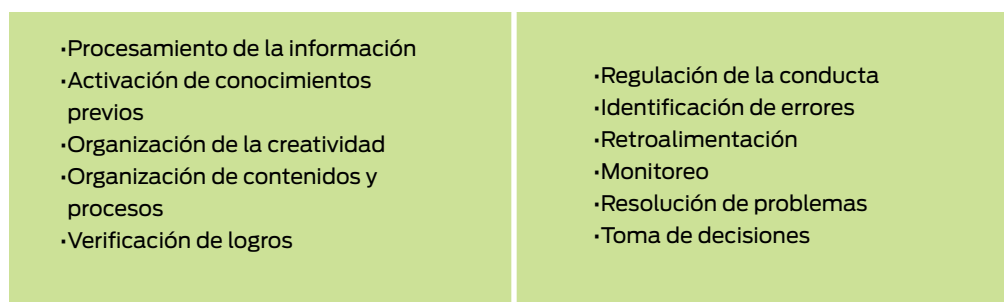 ·Procesamiento de la información
·Activación de conocimientos
previos
·Organización de la creatividad
·Organización de contenidos y
procesos
·Verificación de logros
·Regulación de la conducta
·Identificación de errores
·Retroalimentación
·Monitoreo
·Resolución de problemas
·Toma de decisiones